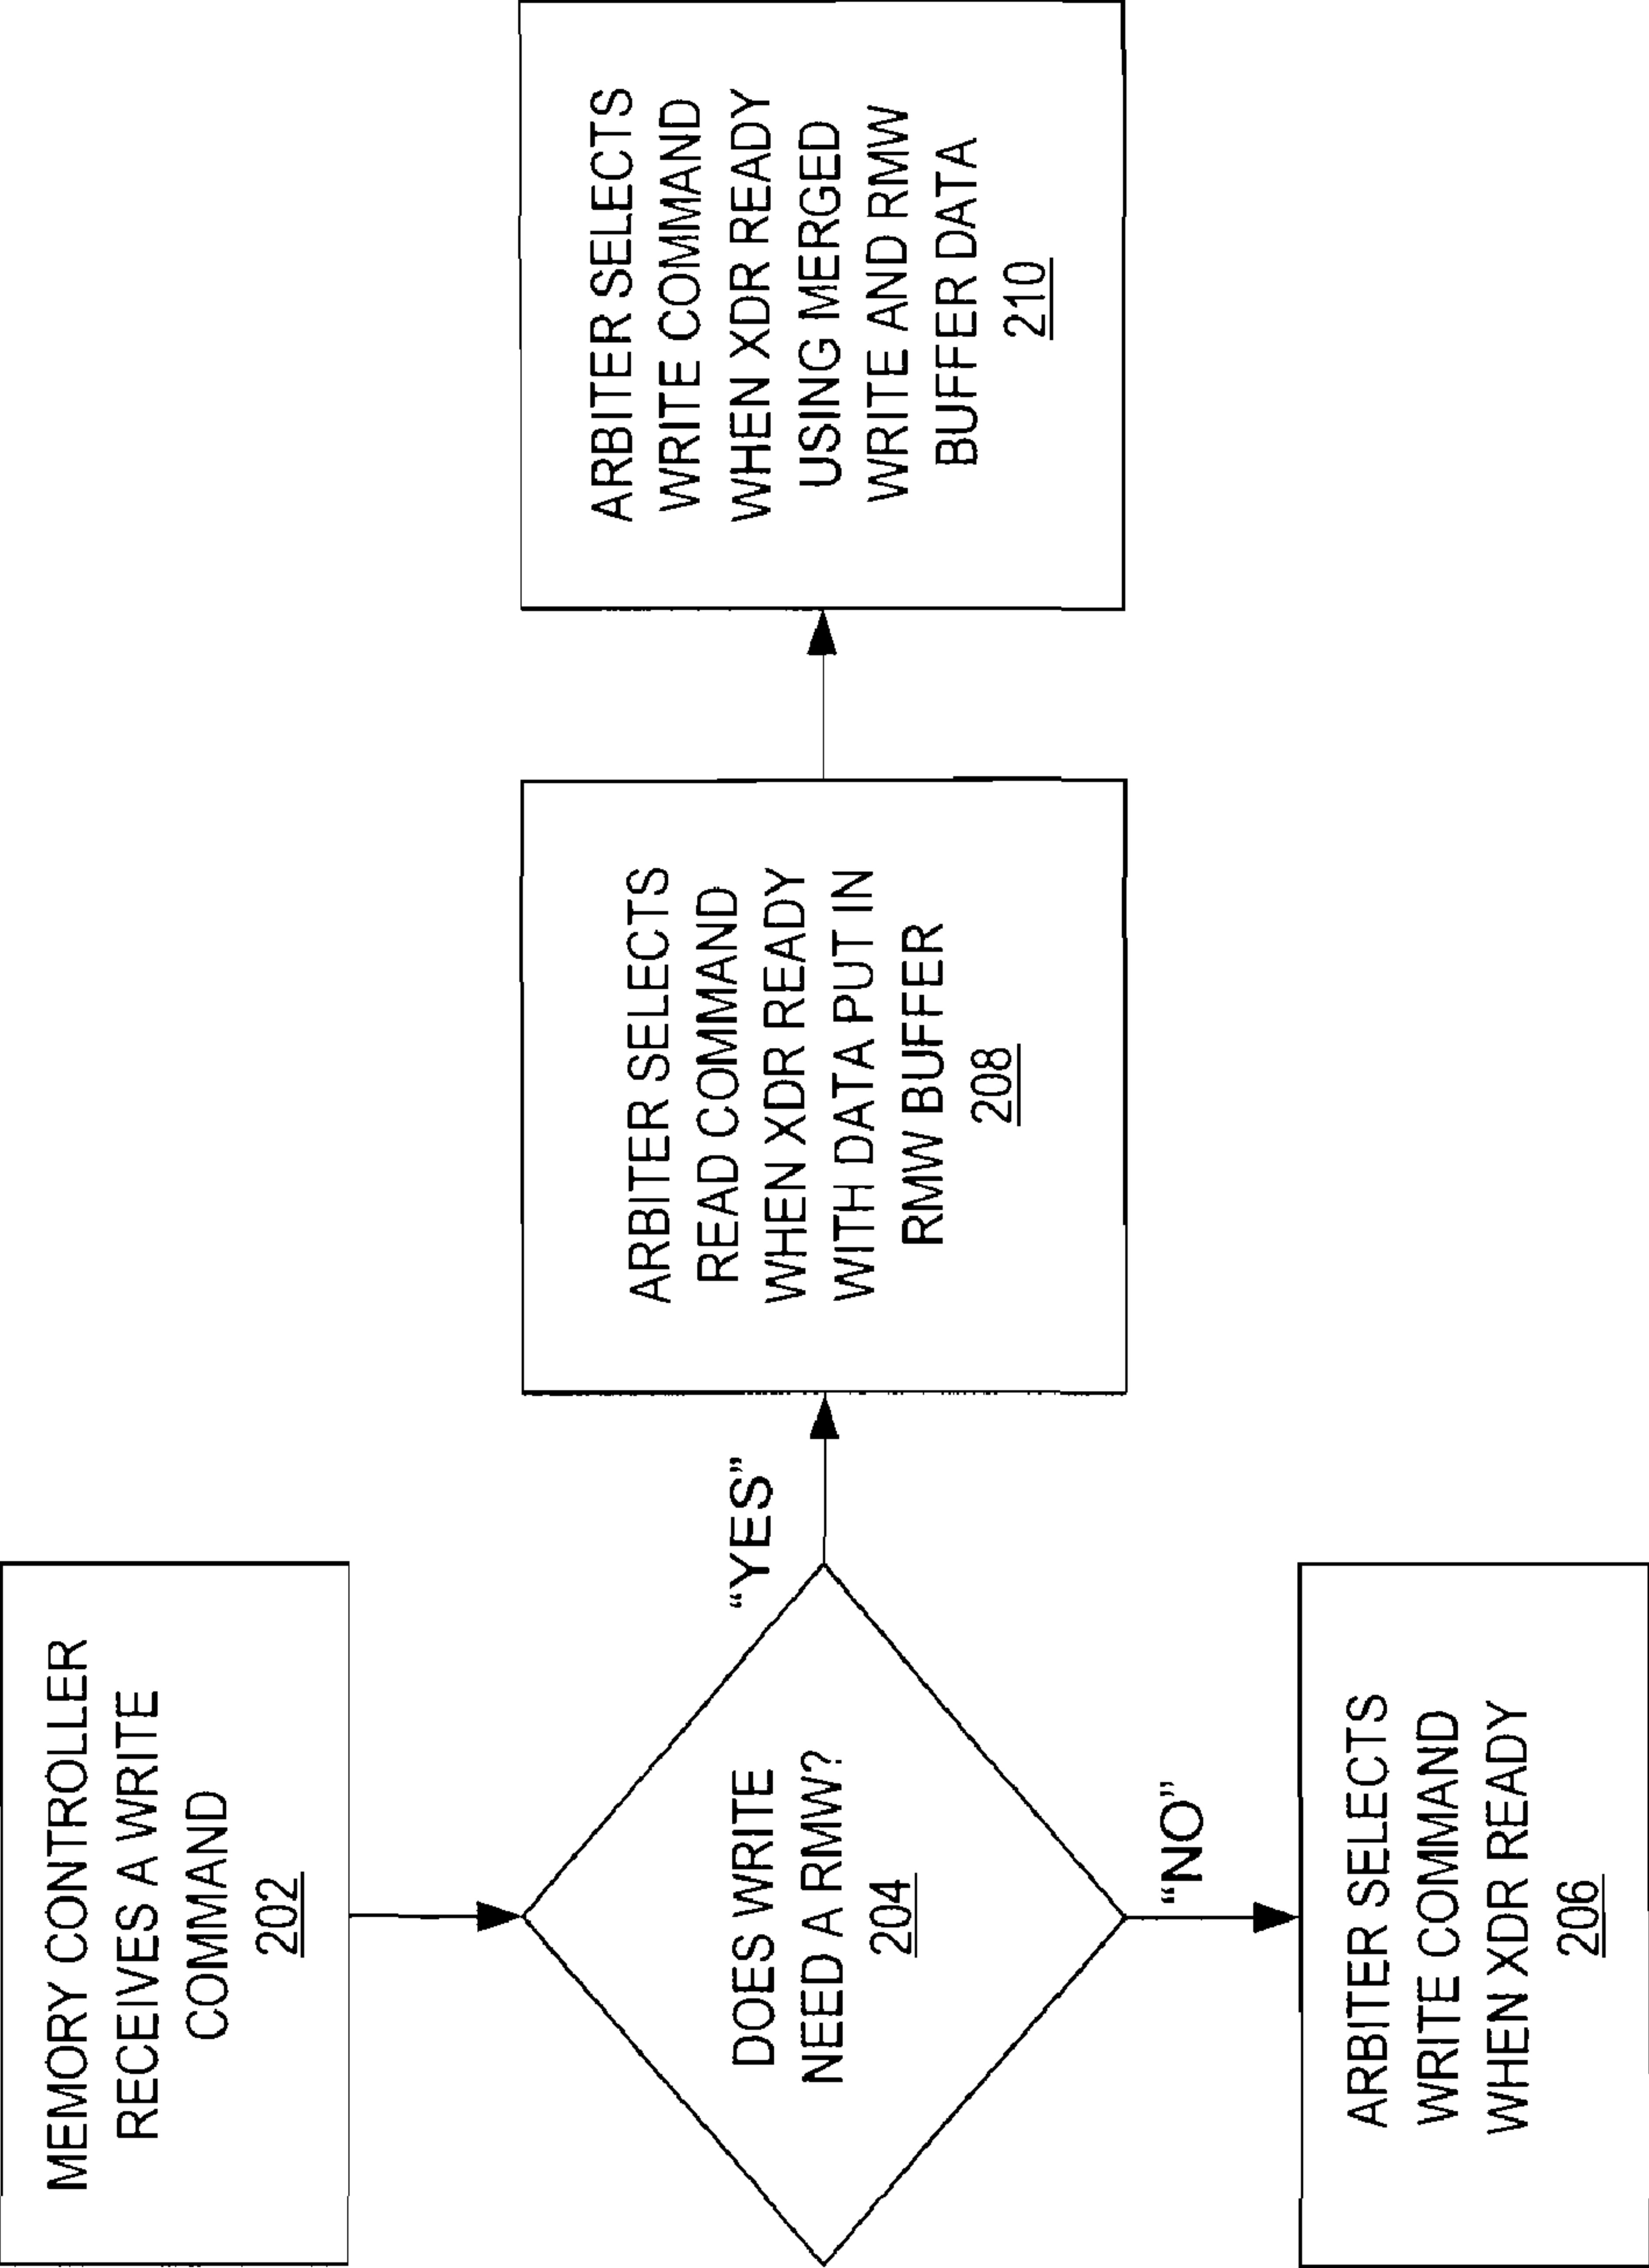 MEMORY CONTROLLER
RECEIVES A WRITE
COMMAND
202
DOES WRITE
NEED A RMW?
204
“YES”
“NO”
ARBITER SELECTS
WRITE COMMAND
WHEN XDR READY
206
ARBITER SELECTS
READ COMMAND
WHEN XDR READY
WITH DATA PUT IN
RMW BUFFER
208
ARBITER SELECTS
WRITE COMMAND
WHEN XDR READY
USING MERGED
WRITE AND RMW
BUFFER DATA
210